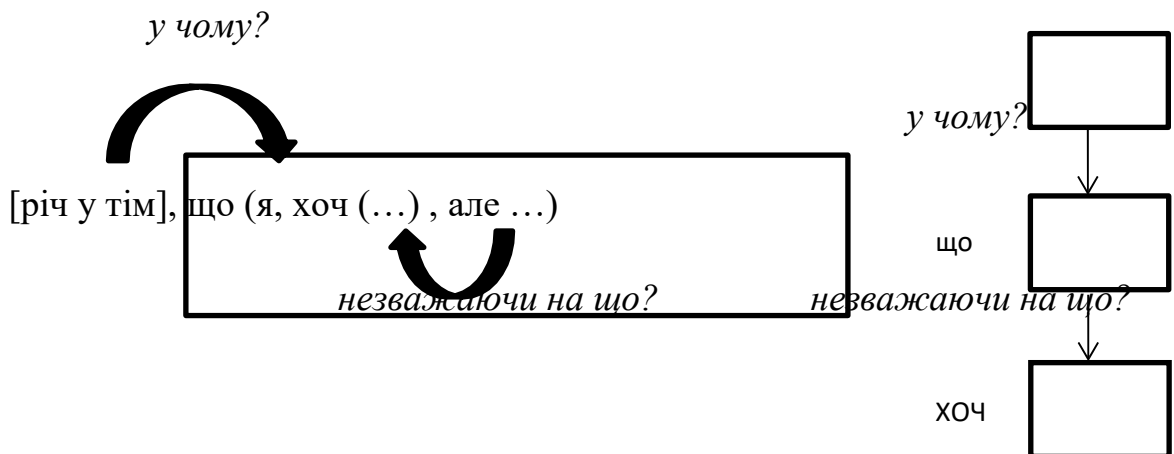 у чому?
у чому?
[річ у тім], що (я, хоч (…) , але …)
що
незважаючи на що?
незважаючи на що?
хоч